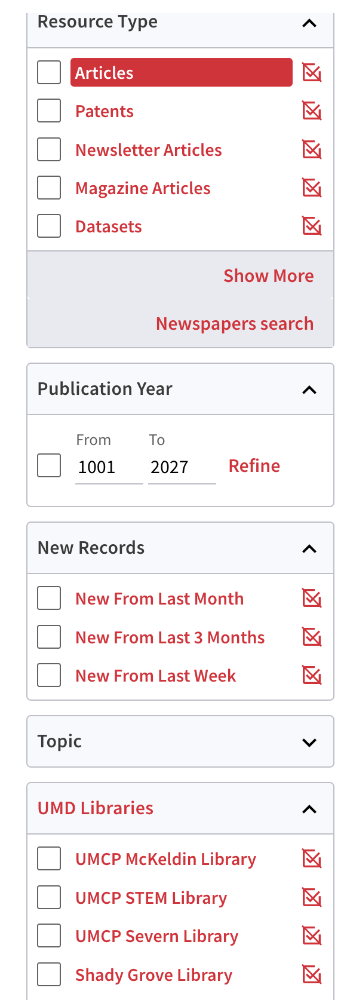 Resource Type
Articles
Patents
Newsletter Articles
Magazine Articles
Datasets
Show More
Newspapers search
Publication Year
From To
1001 2027 Refine
New Records
New From Last Month
New From Last 3 Months
New From Last Week
Topic
UMD Libraries
UMCP McKeldin Library
UMCP STEM Library
UMCP Severn Library
Shady Grove Library